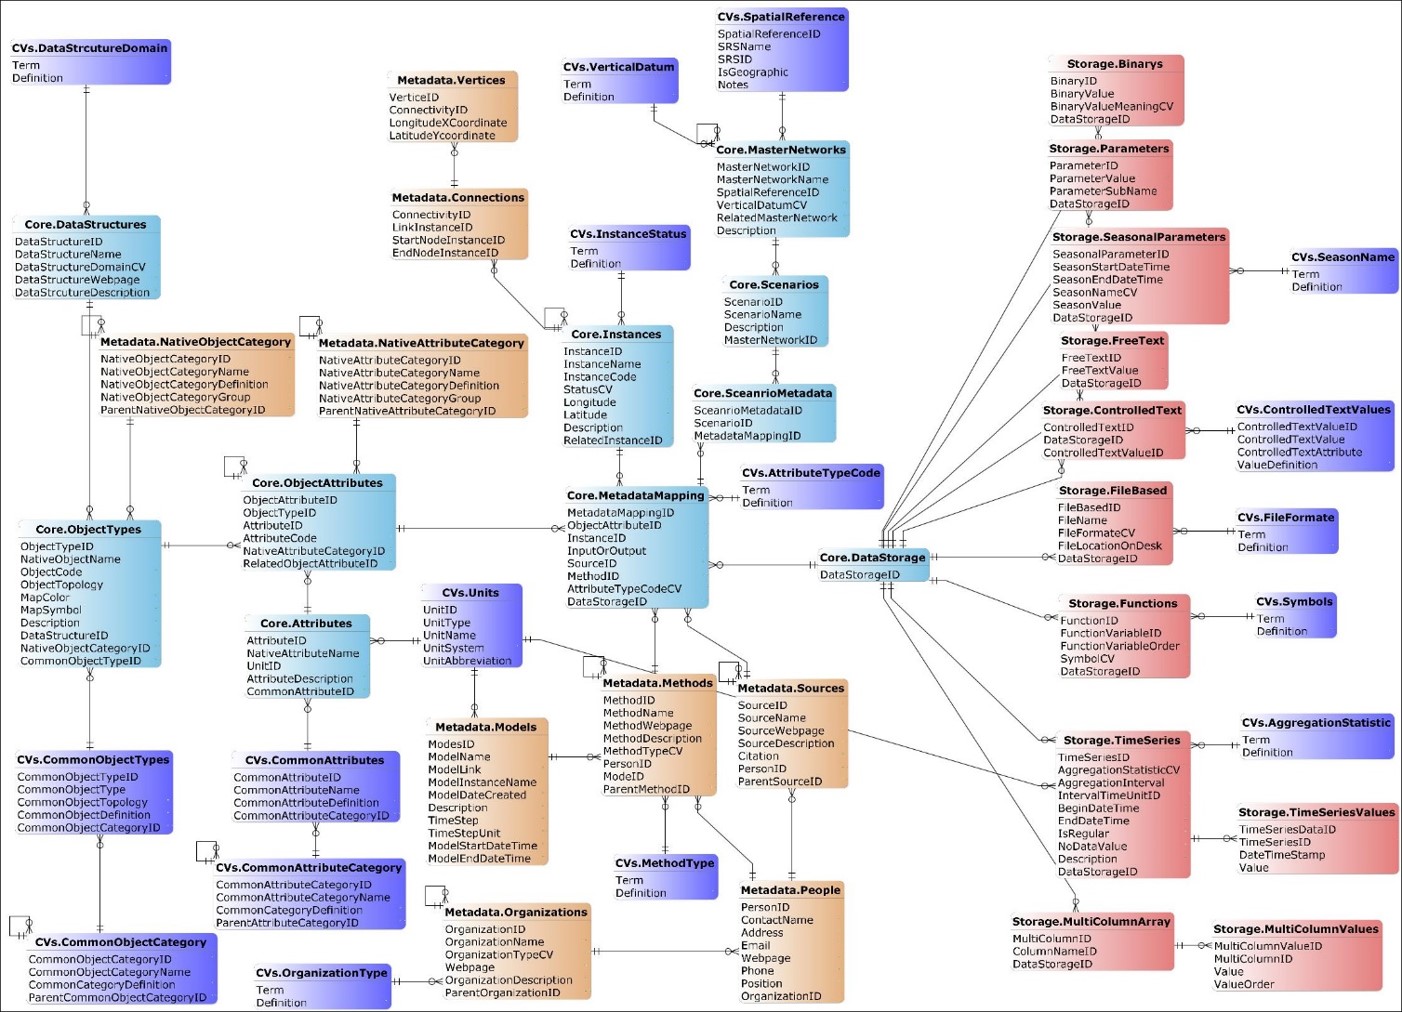 CVs.DataStrcutureDomain
Term
Definition
Core.DataStructures
DataStructureID
DataStructureName
DataStructureDomainCV
DataStructureWebpage
DataStrcutureDescription
Metadata.NativeObjectCategory
NativeObjectCategoryID
NativeObjectCategoryName
NativeObjectCategoryDefinition
NativeObjectCategoryGroup
ParentNativeObjectCategoryID
Core.ObjectTypes
ObjectTypeID
NativeObjectName
ObjectCode
ObjectTopology
MapColor
MapSymbol
Description
DataStructureID
NativeObjectCategoryID
CommonObjectTypeID
CVs.CommonObjectTypes
CommonObjectTypeID
CommonObjectType
CommonObjectTopology
CommonObjectDefinition
CommonObjectCategoryID
CVs.CommonObjectCategory
CommonObjectCategoryID
CommonObjectCategoryName
CommonCategoryDefinition
ParentCommonObjectCategoryID
Metadata.NativeAttributeCategory
NativeAttributeCategoryID
NativeAttributeCategoryName
NativeAttributeCategoryDefinition
NativeAttributeCategoryGroup
ParentNativeAttributeCategoryID
Core.ObjectAttributes
ObjectAttributeID
ObjectTypeID
AttributeID
AttributeCode
NativeAttributeCategoryID
RelatedObjectAttributeID
Core.Attributes
AttributeID
NativeAttributeName
UnitID
AttributeDescription
CommonAttributeID
CVs.CommonAttributes
CommonAttributeID
CommonAttributeName
CommonAttributeDefinition
CommonAttributeCategoryID
CVs.CommonAttributeCategory
CommonAttributeCategoryID
CommonAttributeCategoryName
CommonCategoryDefinition
ParentAttributeCategoryID
CVs.OrganizationType
Term
Definition
Metadata.Vertices
VerticeID
ConnectivityID
LongitudeXCoordinate
LatitudeYcoordinate
Metadata.Connections
ConnectivityID
LinkInstanceID
StartNodeInstanceID
EndNodeInstanceID
CVs.Units
UnitID
UnitType
UnitName
UnitSystem
UnitAbbreviation
Metadata.Models
ModesID
ModelName
ModelLink
ModelInstanceName
ModelDateCreated
Description
TimeStep
TimeStepUnit
ModelStartDateTime
ModelEndDateTime
Metadata.Organizations
OrganizationID
OrganizationName
OrganizationTypeCV
Webpage
OrganizationDescription
ParentOrganizationID
CVs.VerticalDatum
Term
Definition
CVs.InstanceStatus
Term
Definition
Core.Instances
InstanceID
InstanceName
InstanceCode
StatusCV
Longitude
Latitude
Description
RelatedInstanceID
Core.MetadataMapping
MetadataMappingID
ObjectAttributeID
InstanceID
InputOrOutput
SourceID
MethodID
AttributeTypeCodeCV
DataStorageID
Metadata.Methods
MethodID
MethodName
MethodWebpage
MethodDescription
MethodTypeCV
PersonID
ModeID
ParentMethodID
CVs.MethodType
Term
Definition
CVs.SpatialReference
SpatialReferenceID
SRSName
SRSID
IsGeographic
Notes
Core.MasterNetworks
MasterNetworkID
MasterNetworkName
SpatialReferenceID
VerticalDatumCV
RelatedMasterNetwork
Description
Core.Scenarios
ScenarioID
ScenarioName
Description
MasterNetworkID
Core.SceanrioMetadata
SceanrioMetadataID
ScenarioID
MetadataMappingID
CVs.AttributeTypeCode
Term
Definition
Metadata.Sources
SourceID
SourceName
SourceWebpage
SourceDescription
Citation
PersonID
ParentSourceID
Metadata.People
PersonID
ContactName
Address
Email
Webpage
Phone
Position
OrganizationID
Core.DataStorage
DataStorageID
Storage.Binarys
BinaryID
BinaryValue
BinaryValueMeaningCV
DataStorageID
Storage.Parameters
ParameterID
ParameterValue
ParameterSubName
DataStorageID
Storage.SeasonalParameters
SeasonalParameterID
SeasonStartDateTime
SeasonEndDateTime
SeasonNameCV
SeasonValue
DataStorageID
Storage.FreeText
FreeTextID
FreeTextValue
DataStorageID
Storage.ControlledText
ControlledTextID
DataStorageID
ControlledTextValueID
Storage.FileBased
FileBasedID
FileName
FileFormateCV
FileLocationOnDesk
DataStorageID
Storage.Functions
FunctionID
FunctionVariableID
FunctionVariableOrder
SymbolCV
DataStorageID
Storage.TimeSeries
TimeSeriesID
AggregationStatisticCV
AggregationInterval
IntervalTimeUnitID
BeginDateTime
EndDateTime
IsRegular
NoDataValue
Description
DataStorageID
Storage.MultiColumnArray
MultiColumnID
ColumnNameID
DataStorageID
CVs.SeasonName
Term
Definition
CVs.ControlledTextValues
ControlledTextValueID
ControlledTextValue
ControlledTextAttribute
ValueDefinition
CVs.FileFormate
Term
Definition
CVs.Symbols
Term
Definition
CVs.AggregationStatistic
Term
Definition
Storage.TimeSeriesValues
TimeSeriesDataID
TimeSeriesID
DateTimeStamp
Value
Storage.MultiColumnValues
MultiColumnValueID
MultiColumnID
Value
ValueOrder